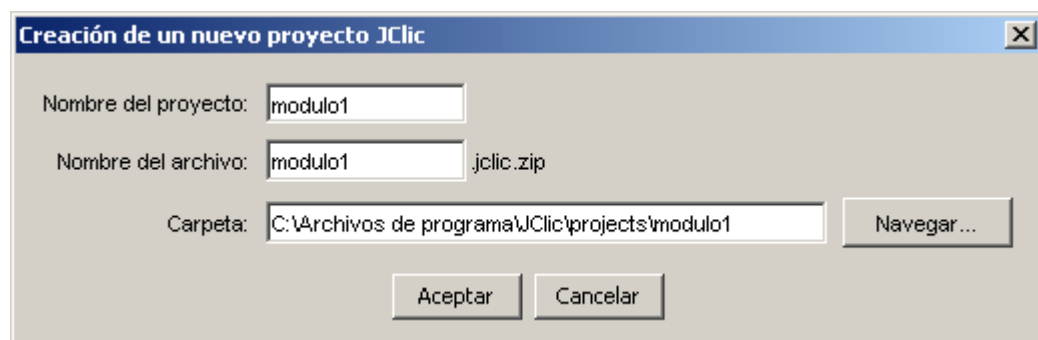 Creación de un nuevo proyecto JClic
Nombre del proyecto: modulo1
Nombre del archivo: modulo1 .jclic.zip
Carpeta: C:\Archivos de programa\JClic\projects\modulo1 Navegar...
Aceptar Cancelar